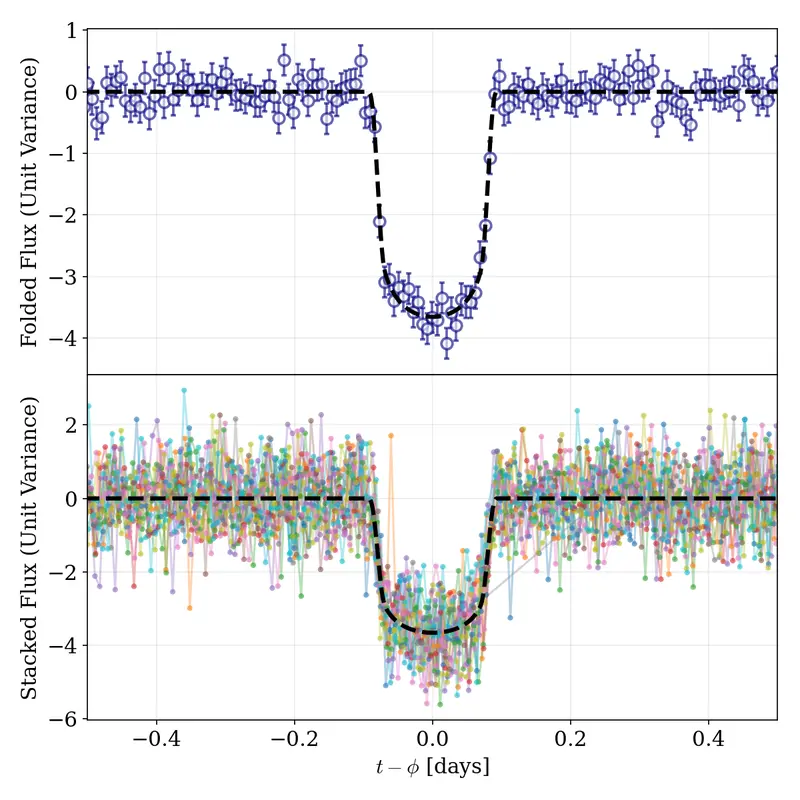 Folded Flux (Unit Variance)
1
0
−1
−2
−3
−4
Stacked Flux (Unit Variance)
2
0
−2
−4
−6
−0.4 −0.2 0.0 0.2 0.4
t − ϕ [days]